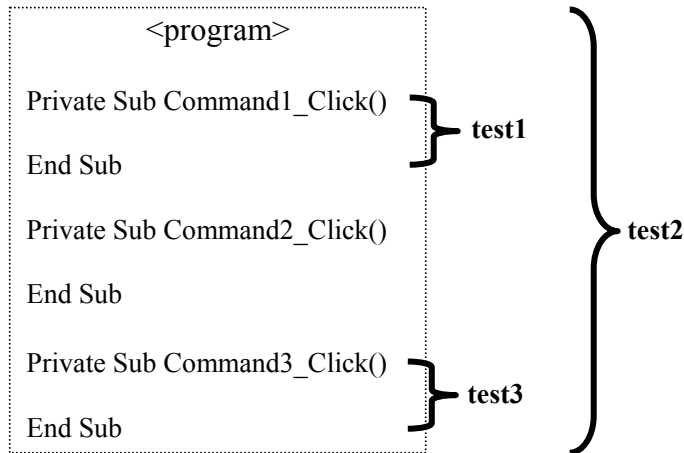 <program>
Private Sub Command1_Click()
test1
End Sub
Private Sub Command2_Click()
test2
End Sub
Private Sub Command3_Click()
test3
End Sub